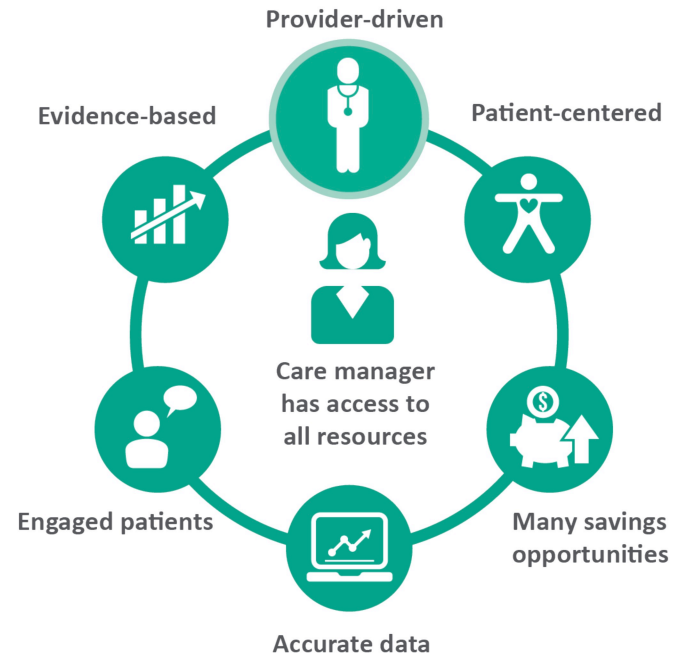 Provider-driven
Evidence-based
Patient-centered
Care manager
has access to
all resources
$
Engaged patients
Many savings
opportunities
Accurate data